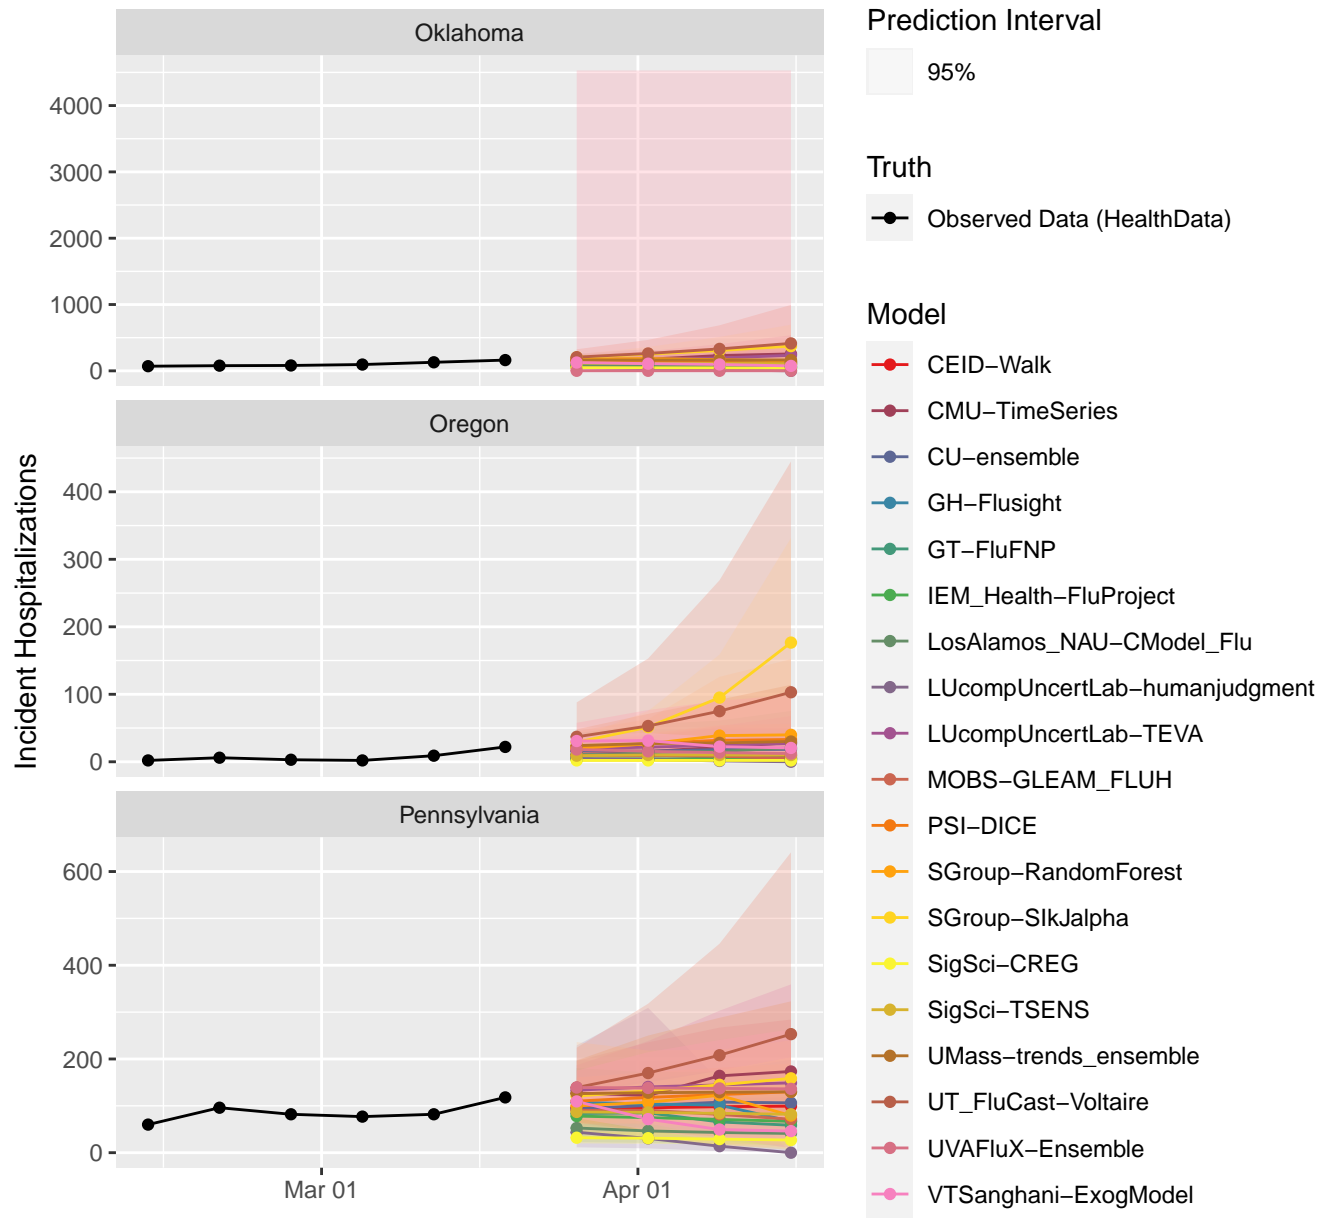 Oklahoma
4000
3000
2000
1000
0
Oregon
400
300
200
100
0
Pennsylvania
600
400
200
0
Mar 01
Apr 01
Incident Hospitalizations
Prediction Interval
95%
Truth
Observed Data (HealthData)
Model
CEID−Walk
CMU−TimeSeries
CU−ensemble
GH−Flusight
GT−FluFNP
IEM_Health−FluProject
LosAlamos_NAU−CModel_Flu
LUcompUncertLab−humanjudgment
LUcompUncertLab−TEVA
MOBS−GLEAM_FLUH
PSI−DICE
SGroup−RandomForest
SGroup−SIkJalpha
SigSci−CREG
SigSci−TSENS
UMass−trends_ensemble
UT_FluCast−Voltaire
UVAFluX−Ensemble
VTSanghani−ExogModel